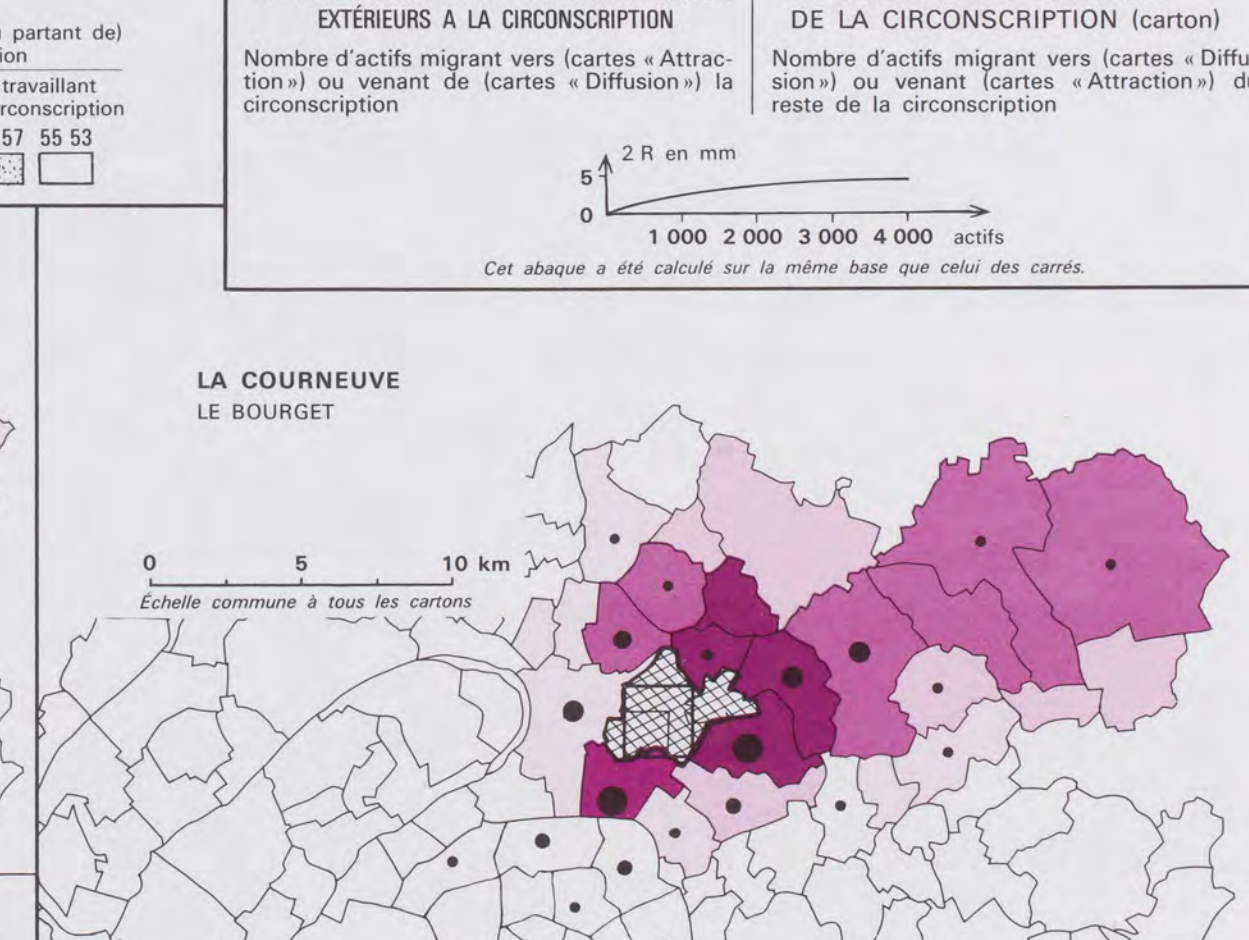 partant de)
ion
travaillant
rconscription
57 55 53
EXTÉRIEURS A LA CIRCONSCRIPTION
Nombre d'actifs migrant vers (cartes « Attrac-
tion ») ou venant de (cartes « Diffusion ») la
circonscription
DE LA CIRCONSCRIPTION (carton)
Nombre d'actifs migrant vers (cartes « Diffu
sion ») ou venant (cartes « Attraction ») du
reste de la circonscription
2 R en mm
5
0
1 000 2 000 3 000 4 000 actifs
Cet abaque a été calculé sur la même base que celui des carrés.
LA COURNEUVE
LE BOURGET
0 5 10 km
Échelle commune à tous les cartons